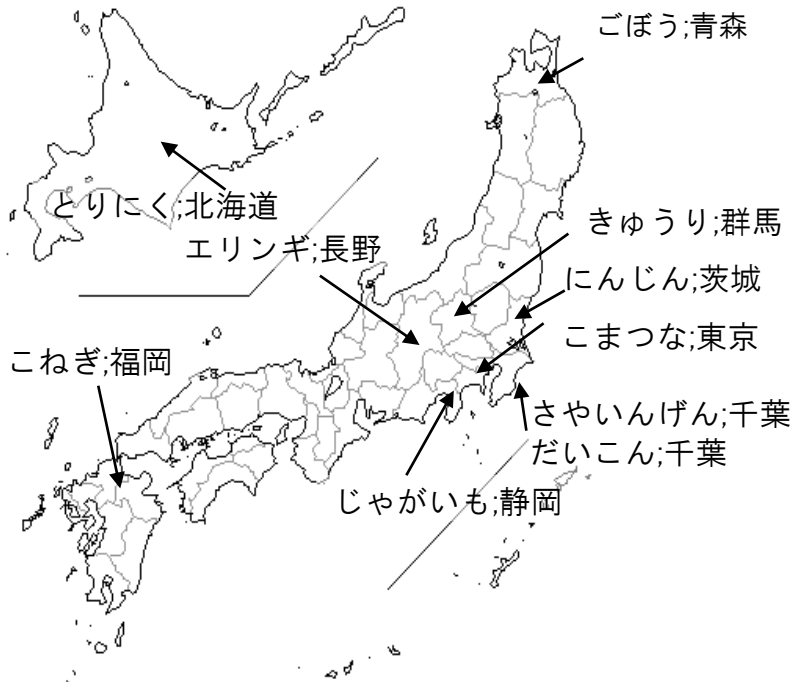 ごぼう;青森
とりにく;北海道
エリンギ;長野
きゅうり;群馬
にんじん;茨城
こまつな;東京
こねぎ;福岡
さやいんげん;千葉
だいこん;千葉
じゃがいも;静岡